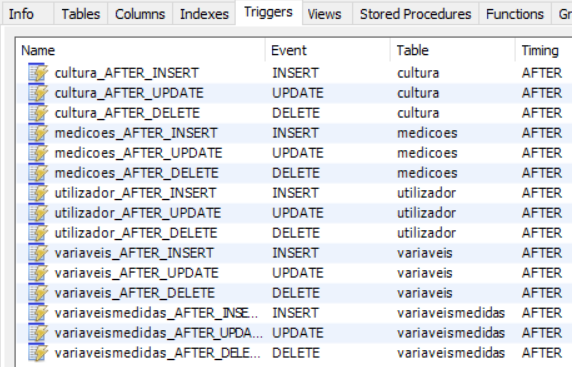 Info Tables Columns Indexes Triggers Views Stored Procedures Functions Gr
Name Event Table Timing
cultura_AFTER_INSERT INSERT cultura AFTER
cultura_AFTER_UPDATE UPDATE cultura AFTER
cultura_AFTER_DELETE DELETE cultura AFTER
medicoes_AFTER_INSERT INSERT medicoes AFTER
medicoes_AFTER_UPDATE UPDATE medicoes AFTER
medicoes_AFTER_DELETE DELETE medicoes AFTER
utilizador_AFTER_INSERT INSERT utilizador AFTER
utilizador_AFTER_UPDATE UPDATE utilizador AFTER
utilizador_AFTER_DELETE DELETE utilizador AFTER
variaveis_AFTER_INSERT INSERT variaveis AFTER
variaveis_AFTER_UPDATE UPDATE variaveis AFTER
variaveis_AFTER_DELETE DELETE variaveis AFTER
variaveismedidas_AFTER_INSE... INSERT variaveismedidas AFTER
variaveismedidas_AFTER_UPDA... UPDATE variaveismedidas AFTER
variaveismedidas_AFTER_DELE... DELETE variaveismedidas AFTER